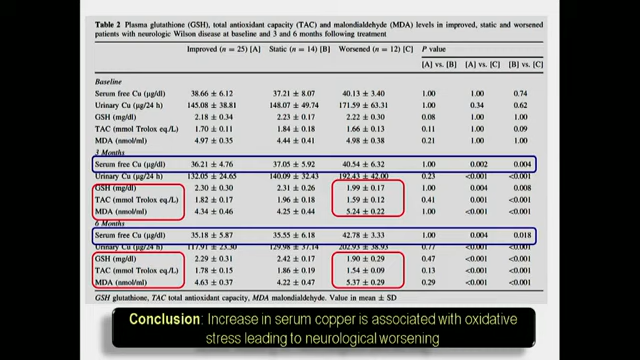 Table 2 Plasma glutathione (GSH), total antioxidant capacity (TAC) and malondialdehyde (MDA) levels in improved, static and worsened
patients with neurologic Wilson disease at baseline and 3 and 6 months following treatment
Improved (n = 25) [A] Static (n = 14) [B] Worsened (n = 12) [C] P value
[A] vs. [B] [A] vs. [C] [B] vs. [C]
Baseline
Serum free Cu (μg/dl) 38.66 ± 6.12 37.21 ± 8.07 40.13 ± 3.40 1.00 1.00 0.74
Urinary Cu (μg/24 h) 145.08 ± 38.81 148.07 ± 49.74 171.59 ± 63.31 1.00 0.34 0.62
GSH (mg/dl) 2.18 ± 0.34 2.23 ± 0.17 2.22 ± 0.30 0.08 1.00 1.00
TAC (mmol Trolox eq./L) 1.70 ± 0.11 1.84 ± 0.18 1.66 ± 0.13 0.11 1.00 0.09
MDA (nmol/ml) 4.97 ± 0.35 4.44 ± 0.41 4.98 ± 0.38 0.21 1.00 1.00
3 Months
Serum free Cu (μg/dl) 36.21 ± 4.76 37.05 ± 5.92 40.54 ± 6.32 1.00 0.002 0.004
Urinary Cu (μg/24 h) 132.05 ± 24.65 140.09 ± 32.43 192.43 ± 42.00 0.23 <0.001 <0.001
GSH (mg/dl) 2.30 ± 0.30 2.31 ± 0.26 1.99 ± 0.17 1.00 0.004 0.008
TAC (mmol Trolox eq./L) 1.82 ± 0.17 1.96 ± 0.18 1.59 ± 0.12 0.41 0.001 <0.001
MDA (nmol/ml) 4.34 ± 0.46 4.25 ± 0.44 5.24 ± 0.22 1.00 <0.001 <0.001
6 Months
Serum free Cu (μg/dl) 35.18 ± 5.87 35.55 ± 6.18 42.78 ± 3.33 1.00 0.004 0.018
Urinary Cu (μg/24 h) 117.91 ± 23.30 129.98 ± 37.14 202.93 ± 38.93 0.77 <0.001 <0.001
GSH (mg/dl) 2.29 ± 0.31 2.42 ± 0.17 1.90 ± 0.29 0.47 <0.001 <0.001
TAC (mmol Trolox eq./L) 1.78 ± 0.15 1.86 ± 0.19 1.54 ± 0.09 0.13 <0.001 <0.001
MDA (nmol/ml) 4.63 ± 0.37 4.22 ± 0.47 5.37 ± 0.29 0.29 <0.001 <0.001
GSH glutathione, TAC total antioxidant capacity, MDA malondialdehyde. Value in mean ± SD
Conclusion: Increase in serum copper is associated with oxidative
stress leading to neurological worsening